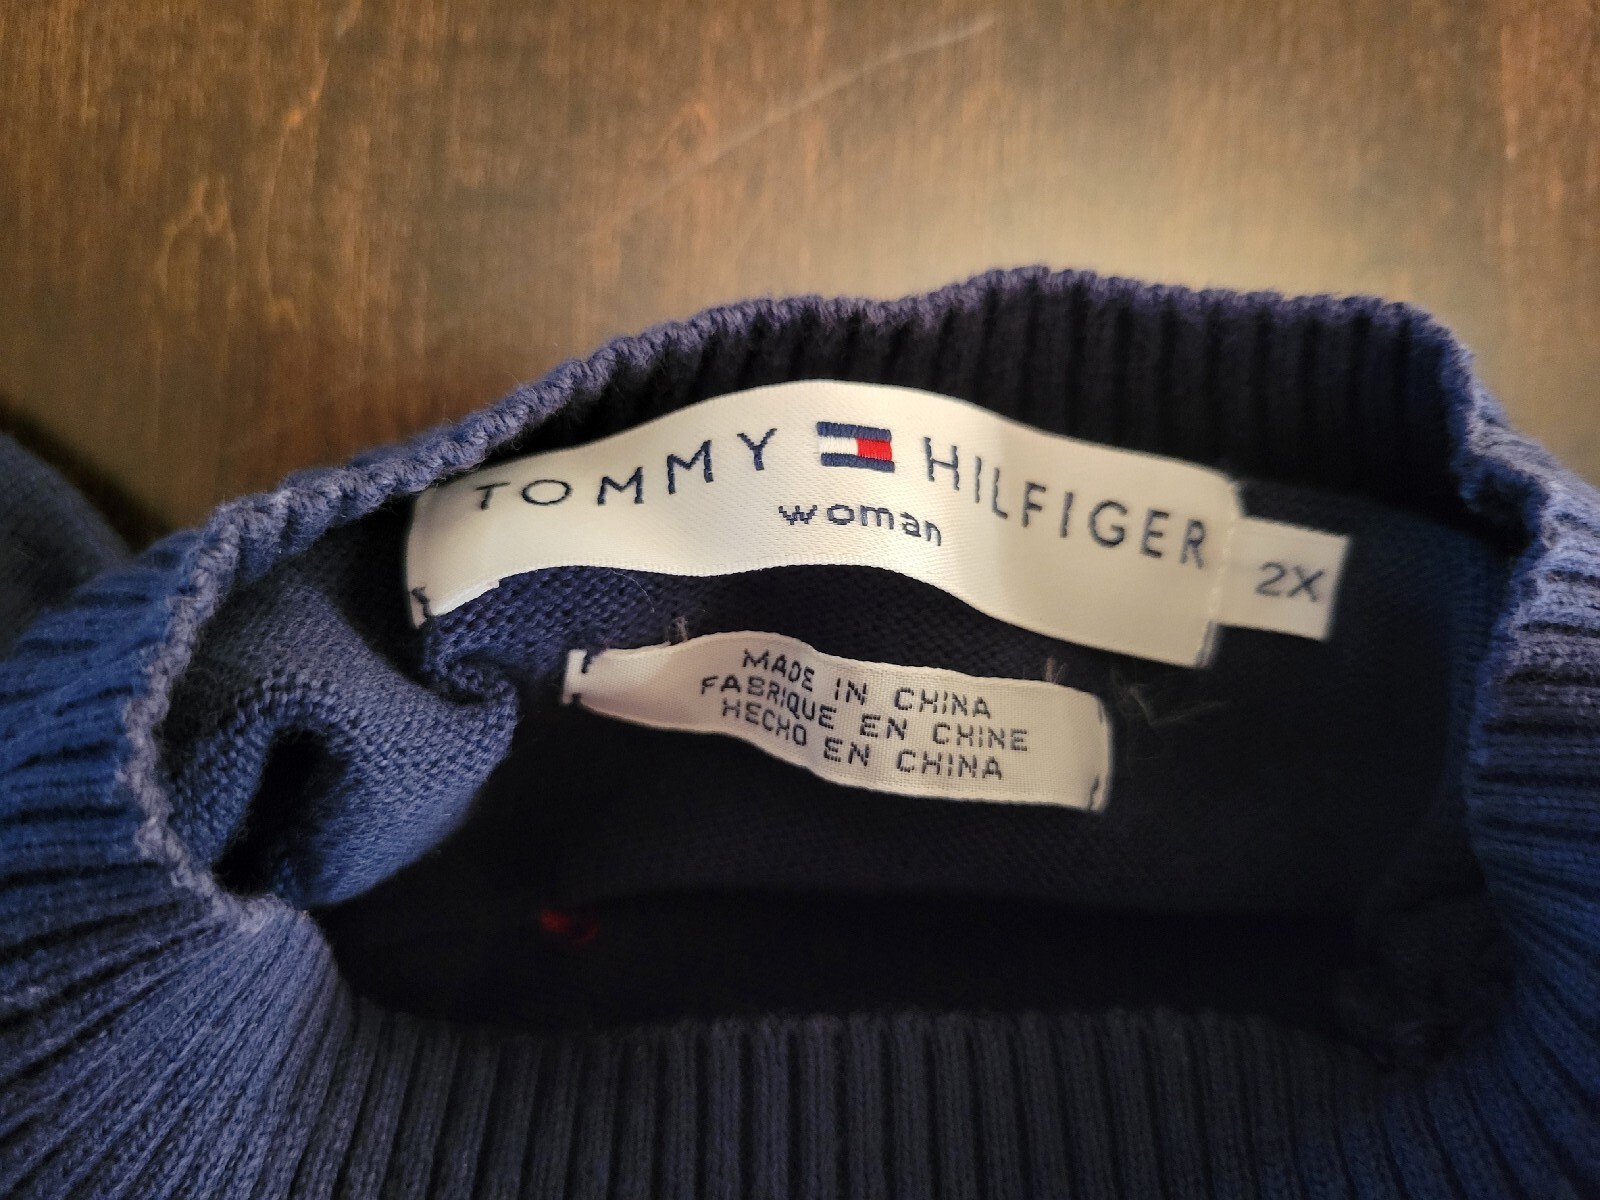 TOMMY HILFIGER
woman
2X
MADE IN CHINA
FABRIQUE EN CHINE
HECHO EN CHINA